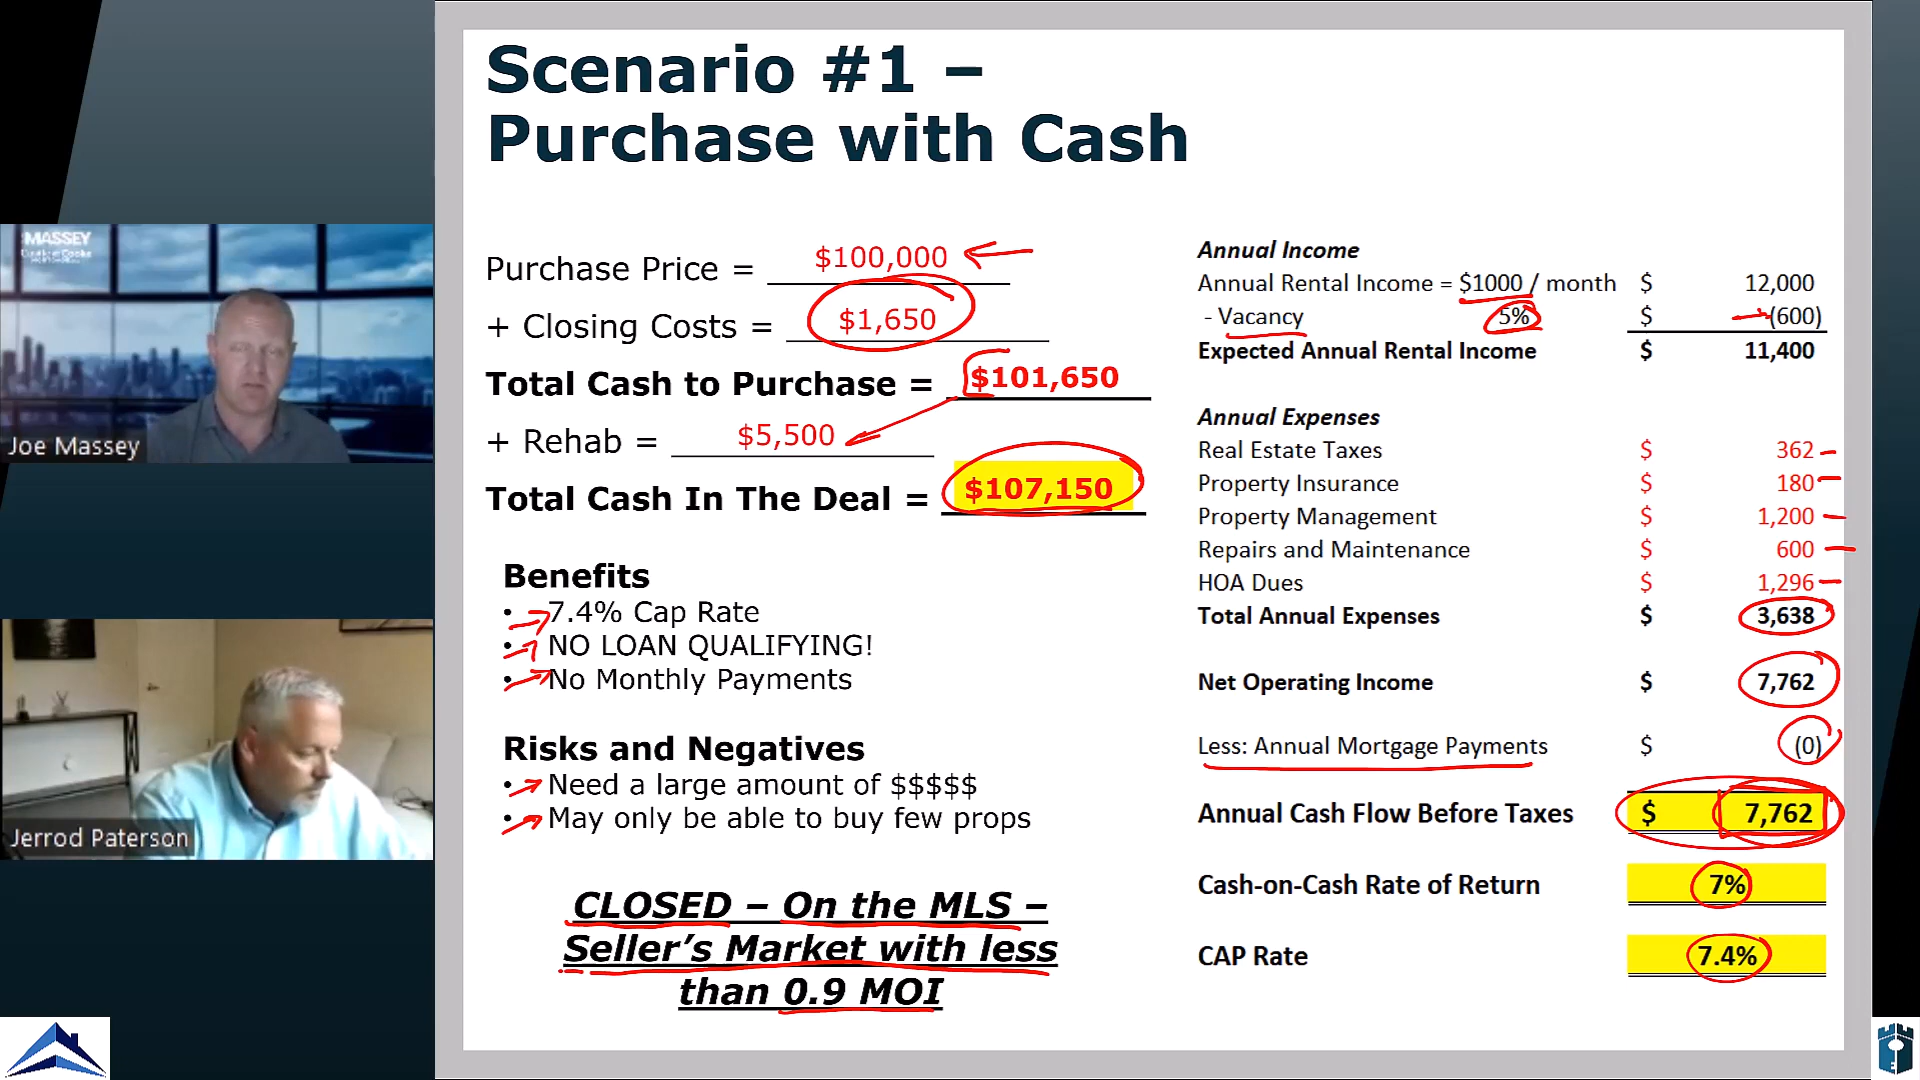 Scenario #1 –
Purchase with Cash
MASSEY
Joe Massey
Jerrod Paterson
Purchase Price = $100,000
+ Closing Costs = $1,650
Total Cash to Purchase = $101,650
+ Rehab = $5,500
Total Cash In The Deal = $107,150
Benefits
• 7.4% Cap Rate
• NO LOAN QUALIFYING!
• No Monthly Payments
Risks and Negatives
• Need a large amount of $$$$$
• May only be able to buy few props
CLOSED – On the MLS –
Seller's Market with less
than 0.9 MOI
Annual Income
Annual Rental Income = $1000 / month $ 12,000
- Vacancy 5% $ (600)
Expected Annual Rental Income $ 11,400
Annual Expenses
Real Estate Taxes $ 362
Property Insurance $ 180
Property Management $ 1,200
Repairs and Maintenance $ 600
HOA Dues $ 1,296
Total Annual Expenses $ 3,638
Net Operating Income $ 7,762
Less: Annual Mortgage Payments $ (0)
Annual Cash Flow Before Taxes $ 7,762
Cash-on-Cash Rate of Return 7%
CAP Rate 7.4%